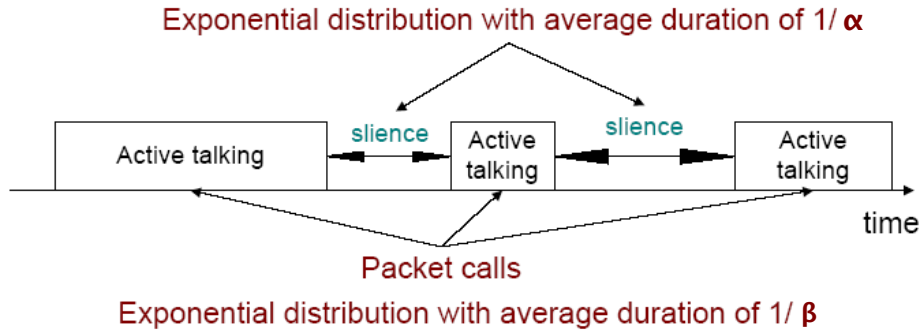 Exponential distribution with average duration of 1/ α
slience
slience
Active talking
Active
talking
Active
talking
time
Packet calls
Exponential distribution with average duration of 1/ β